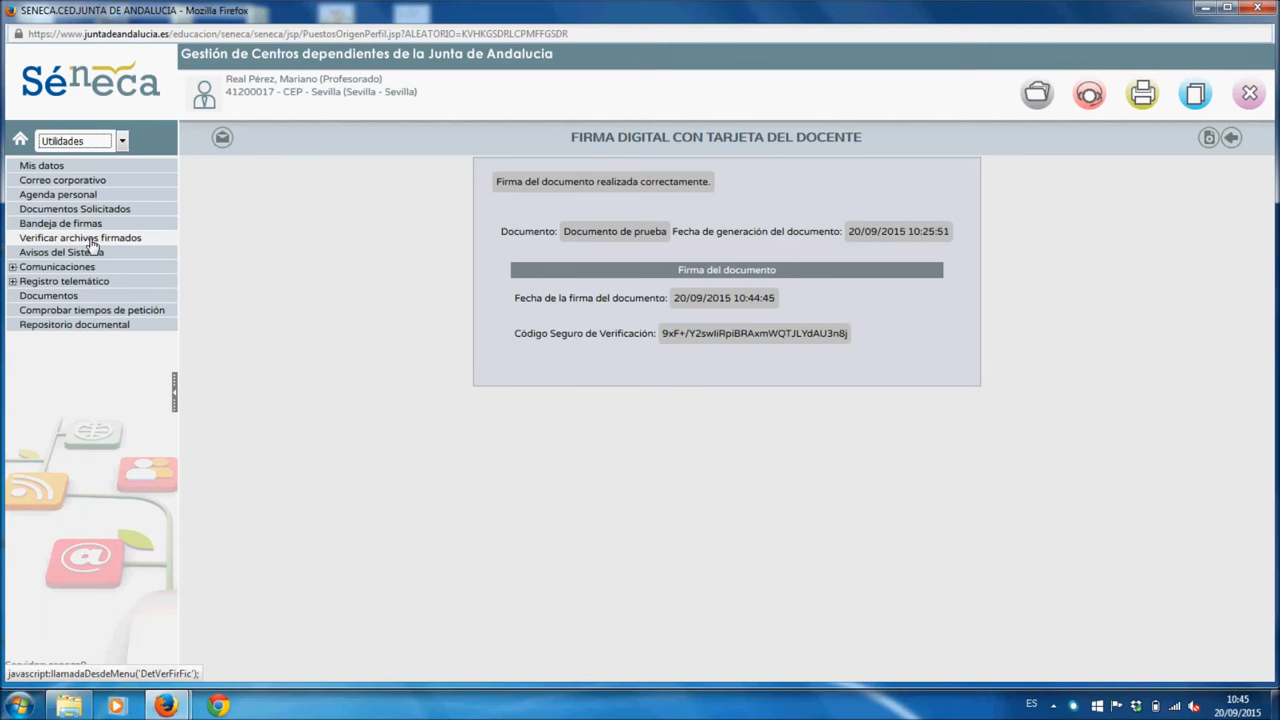 SENECA.CEDJUNTA DE ANDALUCIA - Mozilla Firefox
https://www.juntadeandalucia.es/educacion/seneca/seneca/jsp/PuestosOrigenPerfil.jsp?ALEATORIO=KVHKGSDRLCPMFFGSDR
Gestión de Centros dependientes de la Junta de Andalucia
Séneca
Real Pérez, Mariano (Profesorado)
41200017 - CEP - Sevilla (Sevilla - Sevilla)
Utilidades
FIRMA DIGITAL CON TARJETA DEL DOCENTE
Mis datos
Correo corporativo
Agenda personal
Documentos Solicitados
Bandeja de firmas
Verificar archivos firmados
Avisos del Sistema
Comunicaciones
Registro telemático
Documentos
Comprobar tiempos de petición
Repositorio documental
Firma del documento realizada correctamente.
Documento: Documento de prueba Fecha de generación del documento: 20/09/2015 10:25:51
Firma del documento
Fecha de la firma del documento: 20/09/2015 10:44:45
Código Seguro de Verificación: 9xF+/Y2swIiRpiBRAxmWQTJLYdAU3n8j
javascript:llamadaDesdeMenu('DetVerFirFic');
ES
10:45
20/09/2015